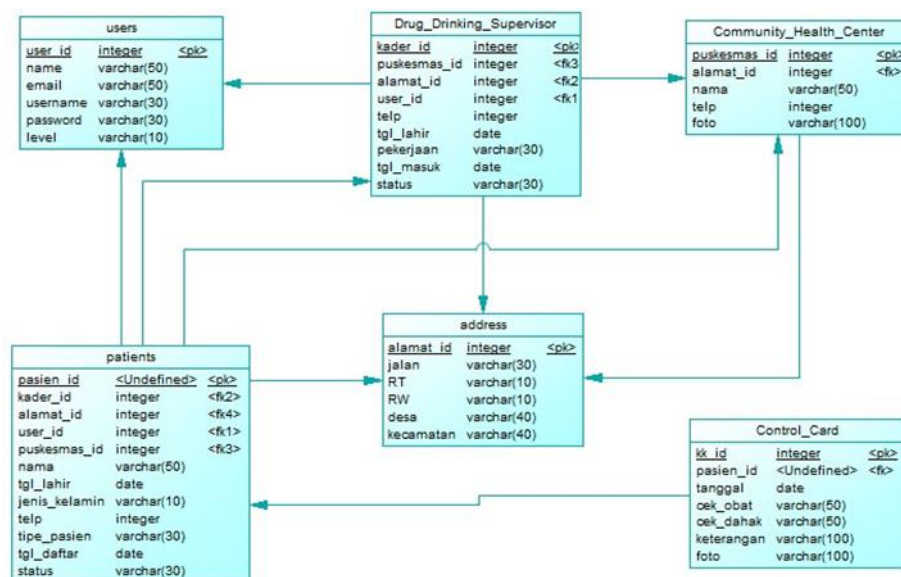 users
user_id integer <pk>
name varchar(50)
email varchar(50)
username varchar(30)
password varchar(30)
level varchar(10)
Drug_Drinking_Supervisor
kader_id integer <pk>
puskesmas_id integer <fk3
alamat_id integer <fk2
user_id integer <fk1
telp integer
tgl_lahir date
pekerjaan varchar(30)
tgl_masuk date
status varchar(30)
Community_Health_Center
puskesmas_id integer <pk>
alamat_id integer <fk>
nama varchar(50)
telp integer
foto varchar(100)
patients
pasien_id <Undefined> <pk>
kader_id integer <fk2>
alamat_id integer <fk4>
user_id integer <fk1>
puskesmas_id integer <fk3>
nama varchar(50)
tgl_lahir date
jenis_kelamin varchar(10)
telp integer
tipe_pasien varchar(30)
tgl_daftar date
status varchar(30)
address
alamat_id integer <pk>
jalan varchar(30)
RT varchar(10)
RW varchar(10)
desa varchar(40)
kecamatan varchar(40)
Control_Card
kk_id integer <pk>
pasien_id <Undefined> <fk>
tanggal date
cek_obat varchar(50)
cek_dahak varchar(50)
keterangan varchar(100)
foto varchar(100)